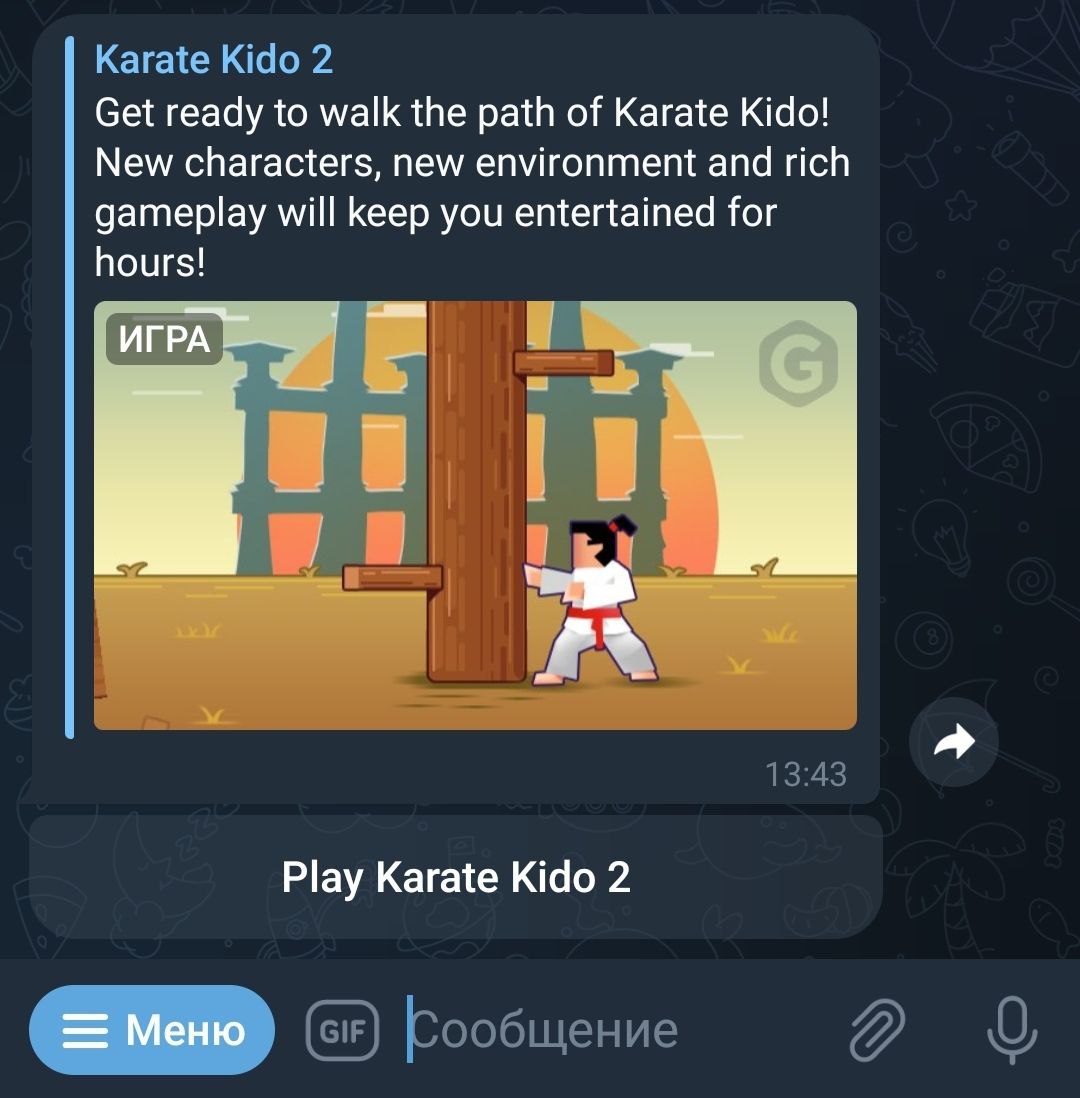 Karate Kido 2
Get ready to walk the path of Karate Kido!
New characters, new environment and rich
gameplay will keep you entertained for
hours!
ИГРА
G
13:43
Play Karate Kido 2
Меню
GIF
Сообщение